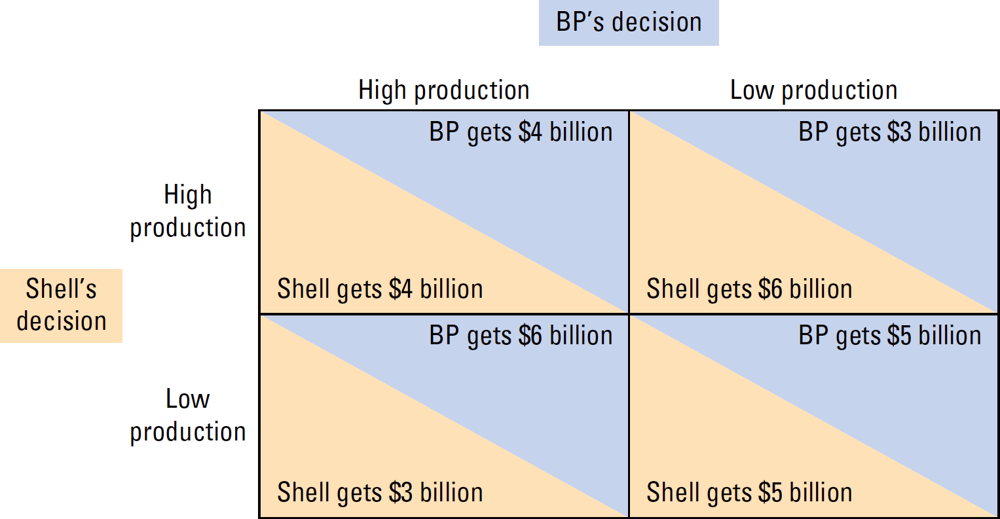 BP’s decision
High production
Low production
BP gets $4 billion
BP gets $3 billion
High
production
Shell gets $4 billion
Shell gets $6 billion
Shell’s
decision
BP gets $6 billion
BP gets $5 billion
Low
production
Shell gets $3 billion
Shell gets $5 billion